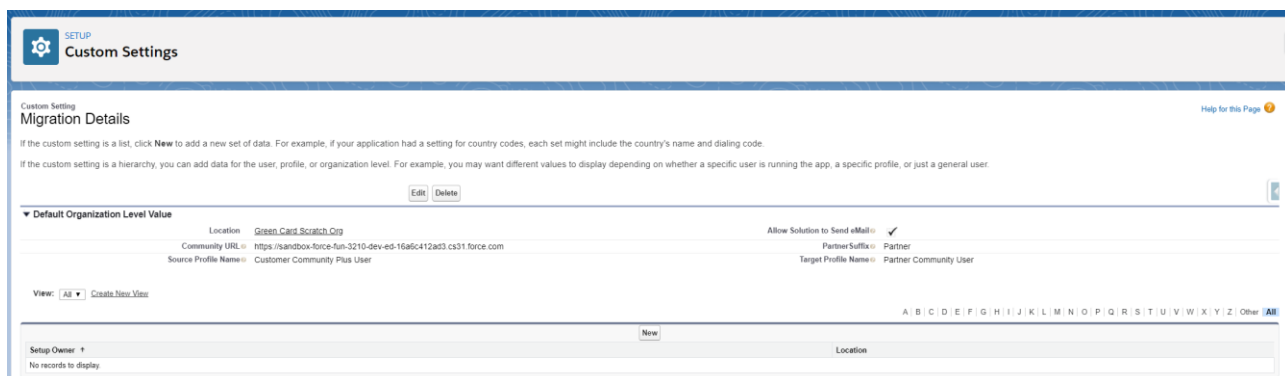 SETUP
Custom Settings
Custom Setting
Migration Details
Help for this Page
If the custom setting is a list, click New to add a new set of data. For example, if your application had a setting for country codes, each set might include the country's name and dialing code.
If the custom setting is a hierarchy, you can add data for the user, profile, or organization level. For example, you may want different values to display depending on whether a specific user is running the app, a specific profile, or just a general user.
Edit Delete
Default Organization Level Value
Location Green Card Scratch Org Allow Solution to Send eMail
Community URL https://sandbox-force-fun-3210-dev-ed-16a6c412ad3.cs31.force.com PartnerSuffix Partner
Source Profile Name Customer Community Plus User Target Profile Name Partner Community User
View: All Create New View
A | B | C | D | E | F | G | H | I | J | K | L | M | N | O | P | Q | R | S | T | U | V | W | X | Y | Z | Other All
New
Setup Owner Location
No records to display.